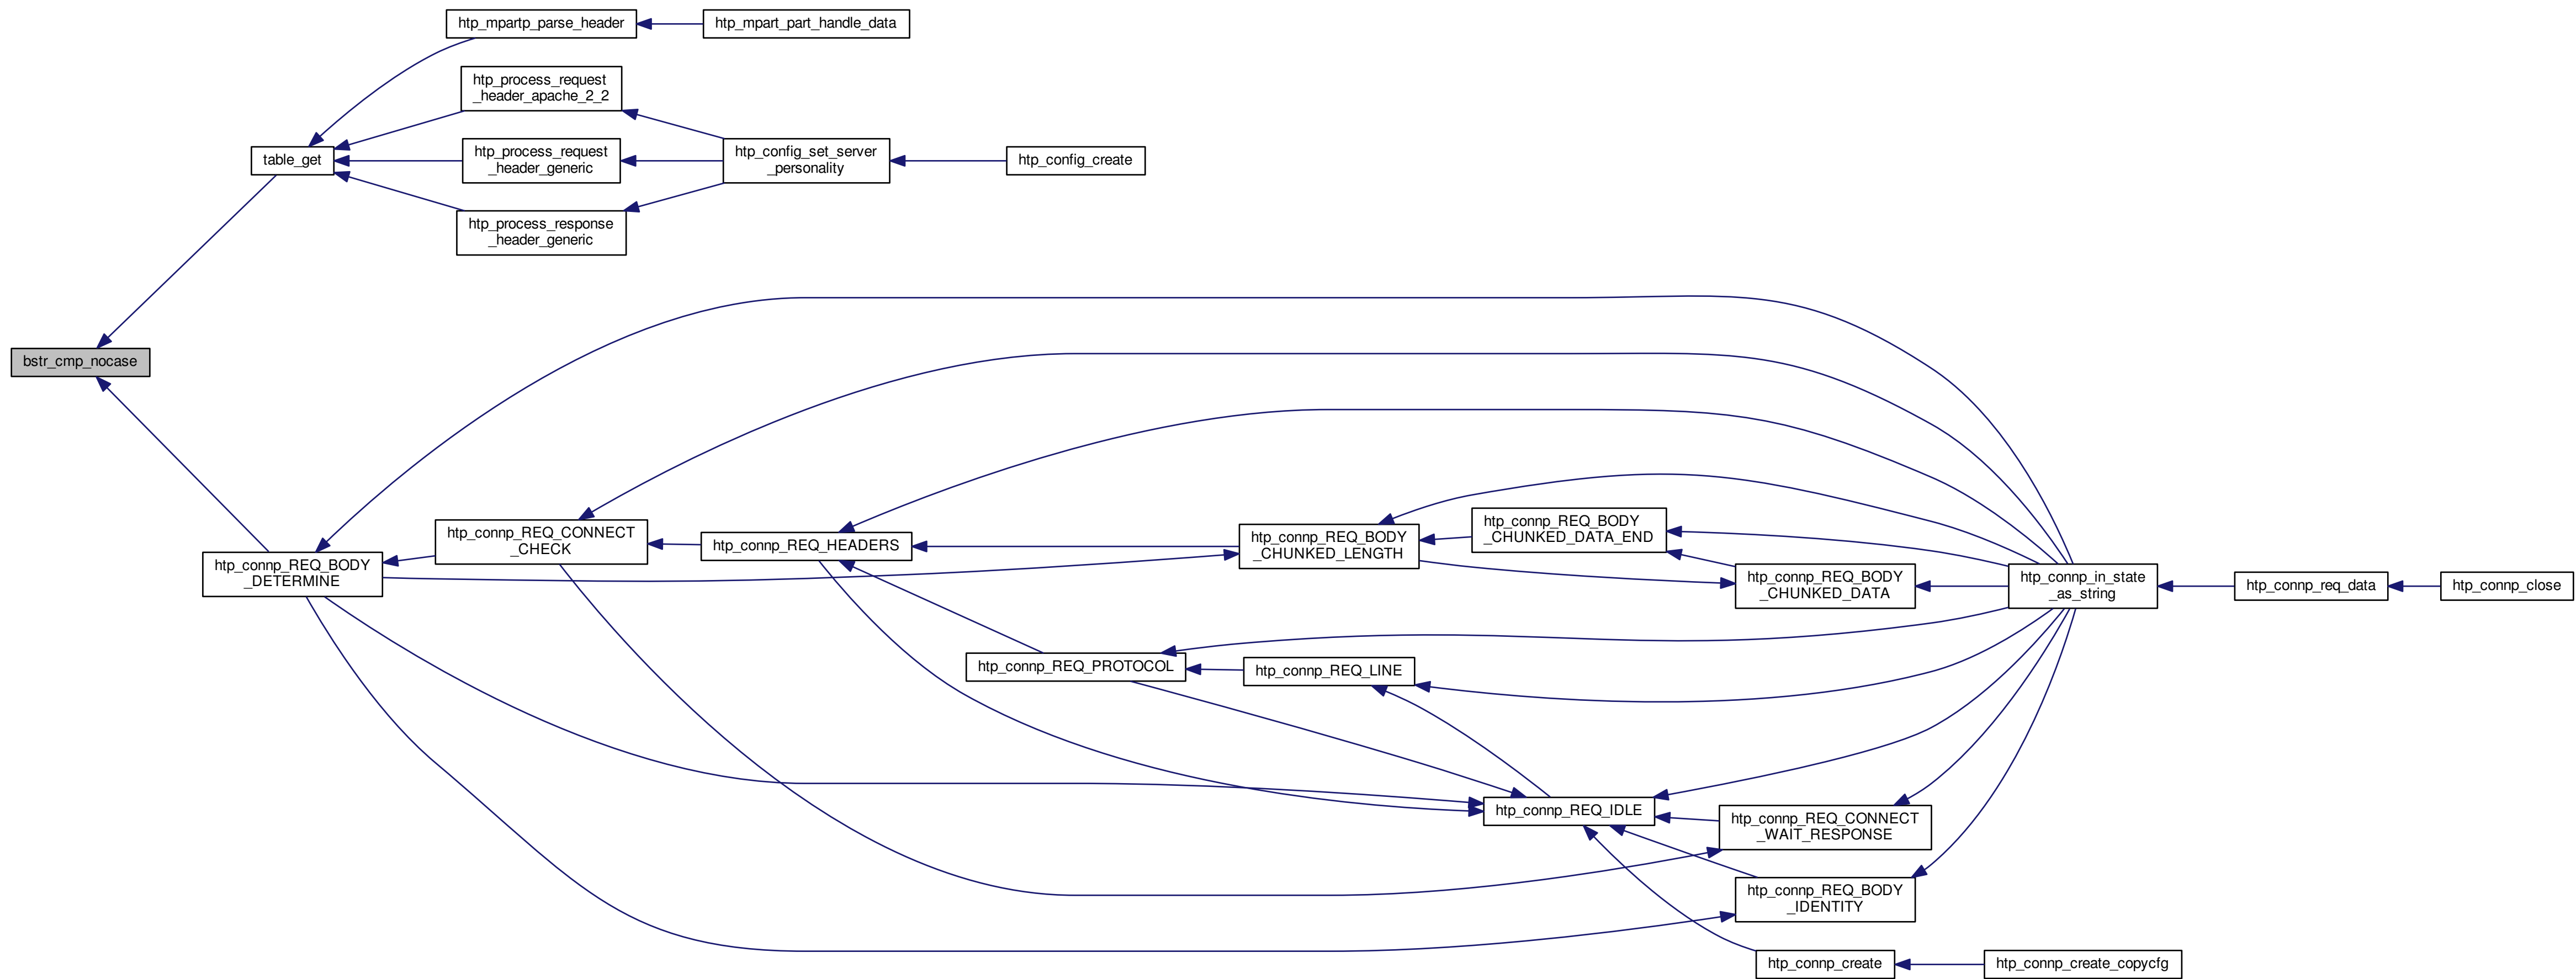 htp_mpartp_parse_header
htp_mpart_part_handle_data
htp_process_request
_header_apache_2_2
table_get
htp_process_request
_header_generic
htp_config_set_server
_personality
htp_config_create
htp_process_response
_header_generic
bstr_cmp_nocase
htp_connp_REQ_BODY
_DETERMINE
htp_connp_REQ_CONNECT
_CHECK
htp_connp_REQ_HEADERS
htp_connp_REQ_BODY
_CHUNKED_LENGTH
htp_connp_REQ_BODY
_CHUNKED_DATA_END
htp_connp_REQ_BODY
_CHUNKED_DATA
htp_connp_in_state
_as_string
htp_connp_req_data
htp_connp_close
htp_connp_REQ_PROTOCOL
htp_connp_REQ_LINE
htp_connp_REQ_IDLE
htp_connp_REQ_CONNECT
_WAIT_RESPONSE
htp_connp_REQ_BODY
_IDENTITY
htp_connp_create
htp_connp_create_copycfg